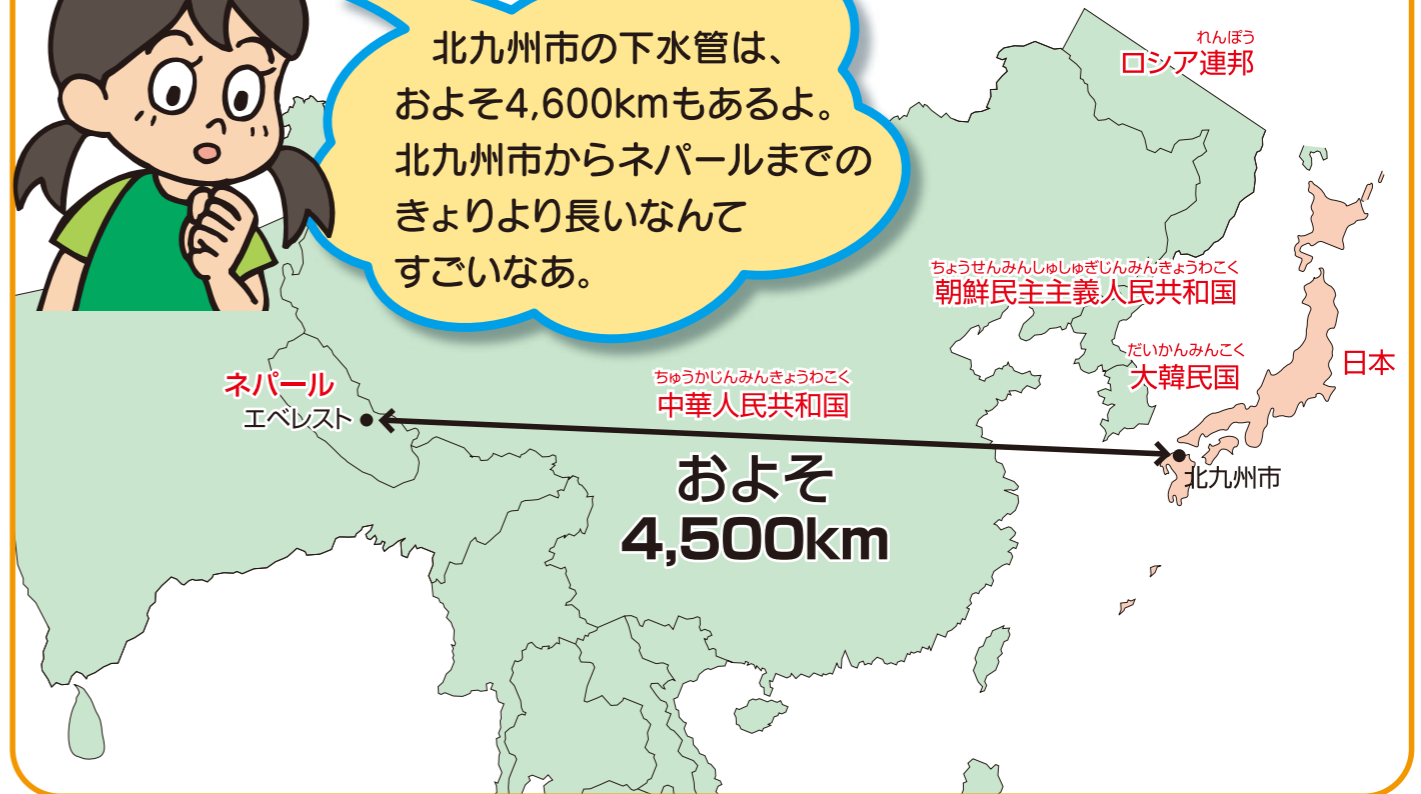 北九州市の下水管は、
およそ4,600kmもあるよ。
北九州市からネパールまでの
きょりより長いなんて
すごいなあ。
れんぽう
ロシア連邦
ちょうせんみんしゅしゅぎじんみんきょうわこく
朝鮮民主主義人民共和国
だいかんみんこく
大韓民国
日本
ちゅうかじんみんきょうわこく
中華人民共和国
ネパール
エベレスト
北九州市
およそ
4,500km